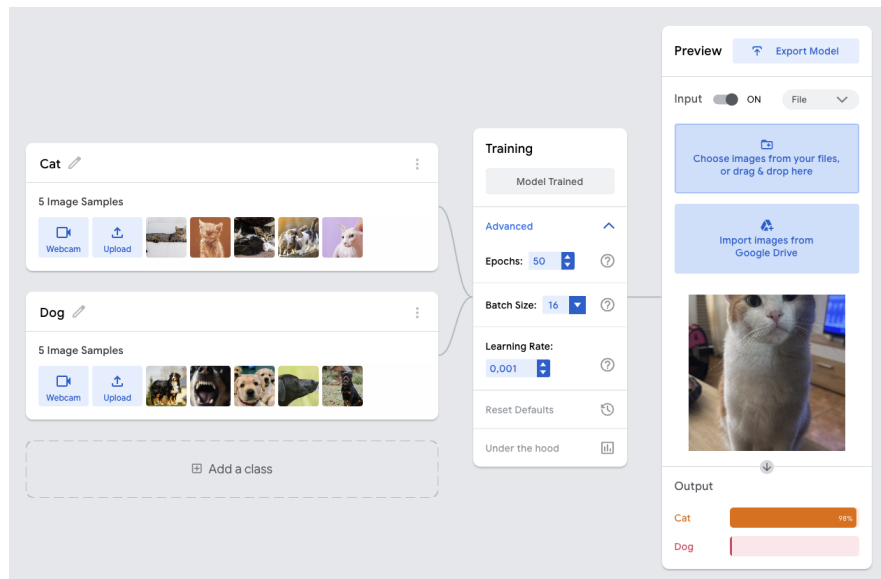 Cat
5 Image Samples
Webcam
Upload
Dog
5 Image Samples
Webcam
Upload
Add a class
Training
Model Trained
Advanced
Epochs: 50
Batch Size: 16
Learning Rate:
0,001
Reset Defaults
Under the hood
Preview
Export Model
Input ON File
Choose images from your files,
or drag & drop here
Import images from
Google Drive
Output
Cat 98%
Dog